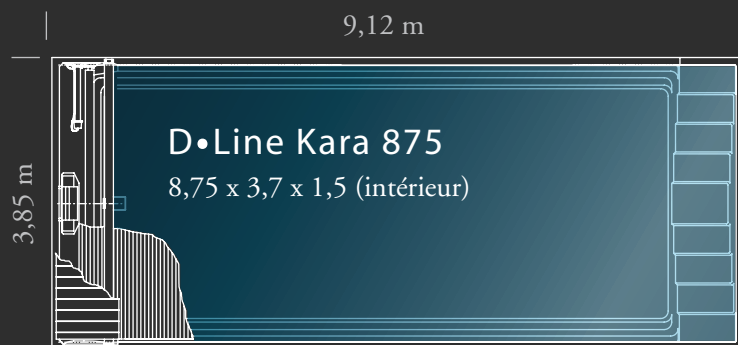 9,12 m
3,85 m
D•Line Kara 875
8,75 x 3,7 x 1,5 (intérieur)